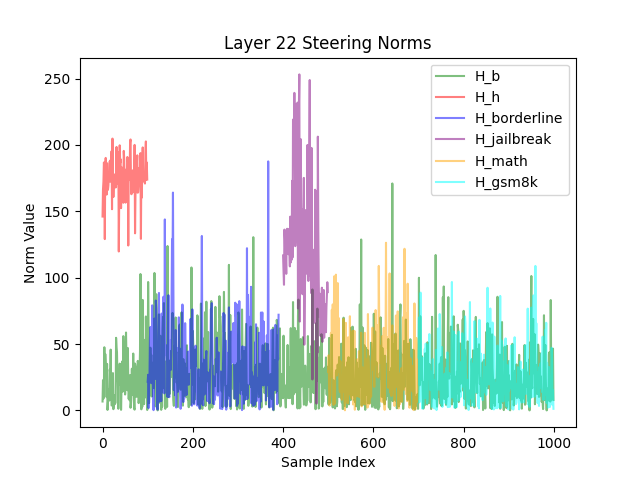 Layer 22 Steering Norms
H_b
H_h
H_borderline
H_jailbreak
H_math
H_gsm8k
Norm Value
250
200
150
100
50
0
0
200
400
600
800
1000
Sample Index